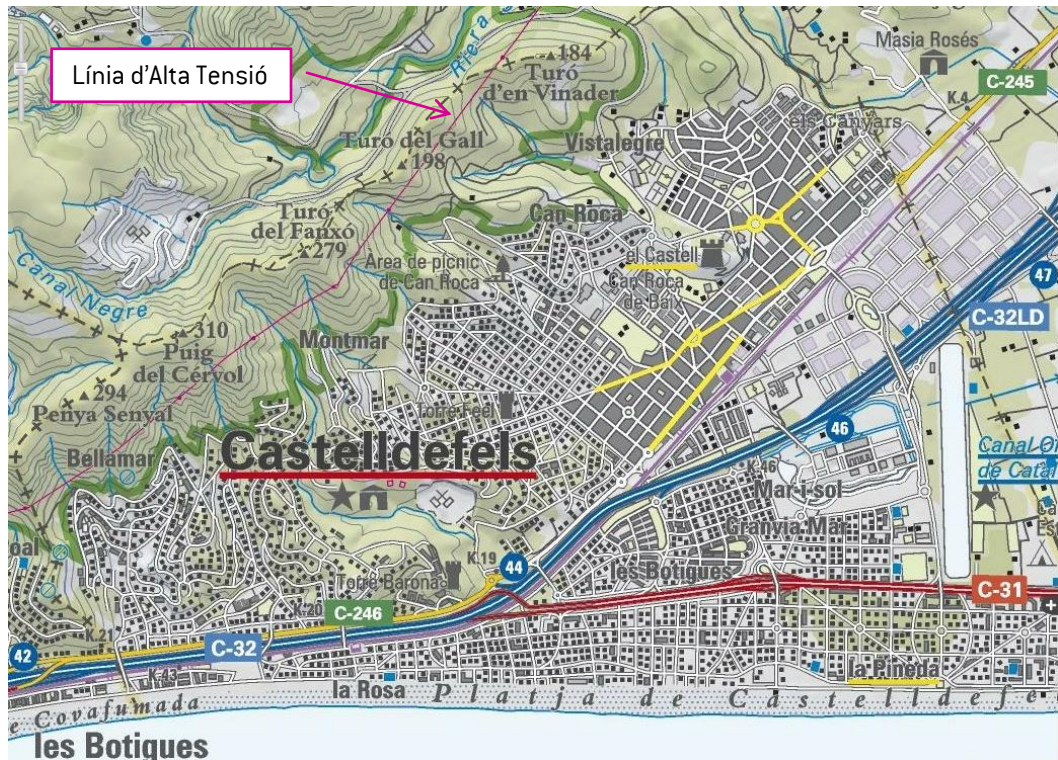 184
Masia Rosés
Riera
Línia d'Alta Tensió
Turó
d'en Vinader
C-245
K.4
els Canyars
Turó del Gall
198
Vistalegre
Turó
del Fanxó
279
Can Roca
Àrea de pícnic
de Can Roca
el Castell
Can Roca
de Baix
47
Canal Negre
C-32LD
310
Puig
del Cérvol
Montmar
294
Penya Senyal
Torre Feel
46
Castelldefels
Bellamar
K.46
Canal
de
Mar-i-sol
Granvia Mar
K.19
44
les Botigues
Torre Barona
C-31
K.20
C-246
K.21
C-32
42
K.43
la Pineda
la Rosa
Platja de
Covafumada
les Botigues